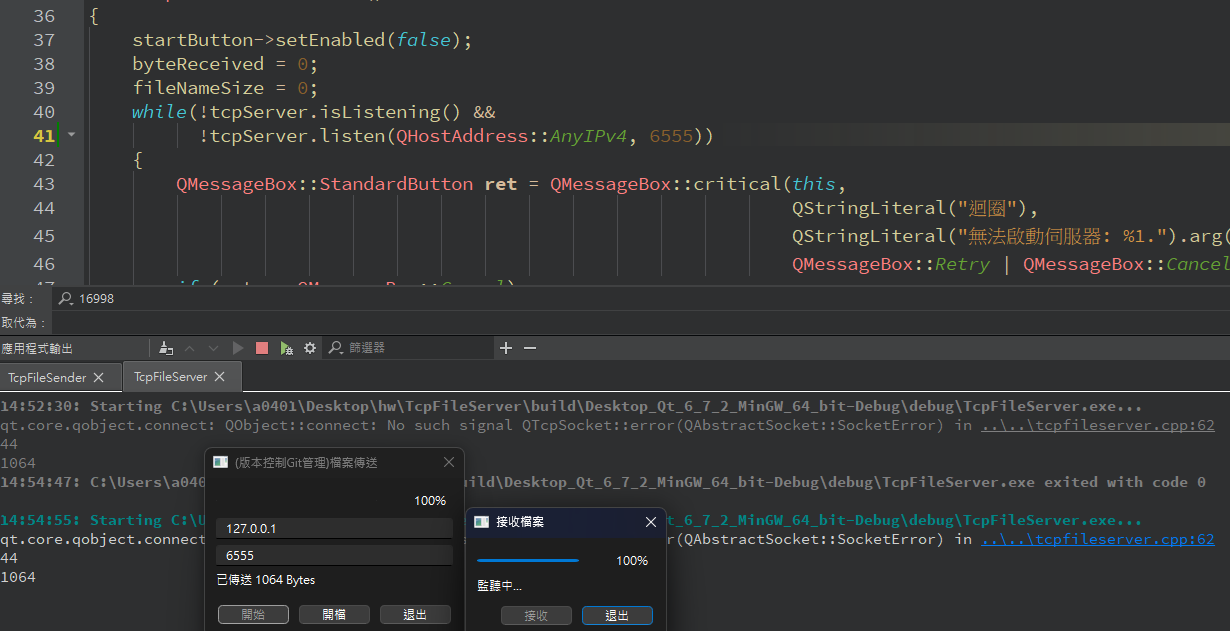 36 {
37 startButton->setEnabled(false);
38 byteReceived = 0;
39 fileNameSize = 0;
40 while(!tcpServer.isListening() &&
41 !tcpServer.listen(QHostAddress::AnyIPv4, 6555))
42 {
43 QMessageBox::StandardButton ret = QMessageBox::critical(this,
44 QStringLiteral("迴圈"),
45 QStringLiteral("無法啟動伺服器: %1.").arg(
46 QMessageBox::Retry | QMessageBox::Cancel
尋找：
16998
取代為：
應用程式輸出
篩選器
TcpFileSender
TcpFileServer
14:52:30: Starting C:\Users\a0401\Desktop\hw\TcpFileServer\build\Desktop_Qt_6_7_2_MinGW_64_bit-Debug\debug\TcpFileServer.exe...
qt.core.qobject.connect: QObject::connect: No such signal QTcpSocket::error(QAbstractSocket::SocketError) in ..\..\tcpfileserver.cpp:62
44
1064
14:54:47: C:\Users\a040 ild\Desktop_Qt_6_7_2_MinGW_64_bit-Debug\debug\TcpFileServer.exe exited with code 0
14:54:55: Starting C:\U t_6_7_2_MinGW_64_bit-Debug\debug\TcpFileServer.exe...
qt.core.qobject.connect r(QAbstractSocket::SocketError) in ..\..\tcpfileserver.cpp:62
44
1064
(版本控制Git管理)檔案傳送
100%
127.0.0.1
6555
已傳送 1064 Bytes
開始
開檔
退出
接收檔案
100%
監聽中...
接收
退出